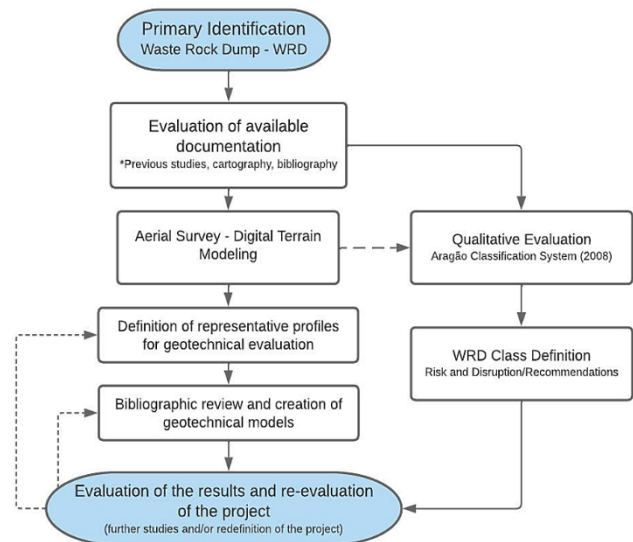 Primary Identification
Waste Rock Dump - WRD
Evaluation of available
documentation
*Previous studies, cartography, bibliography
Aerial Survey - Digital Terrain
Modeling
Qualitative Evaluation
Aragão Classification System (2008)
Definition of representative profiles
for geotechnical evaluation
WRD Class Definition
Risk and Disruption/Recommendations
Bibliographic review and creation of
geotechnical models
Evaluation of the results and re-evaluation
of the project
(further studies and/or redefinition of the project)